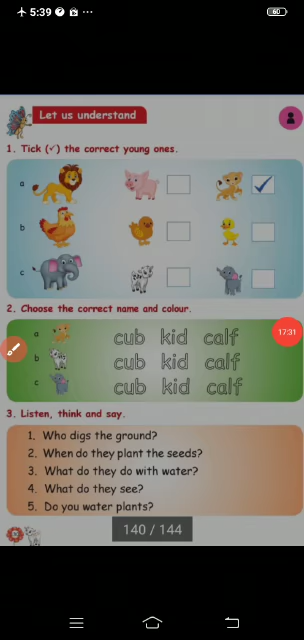 5:39
60
Let us understand
1. Tick (✓) the correct young ones.
a
b
c
2. Choose the correct name and colour.
a cub kid calf
b cub kid calf
c cub kid calf
17:31
3. Listen, think and say.
1. Who digs the ground?
2. When do they plant the seeds?
3. What do they do with water?
4. What do they see?
5. Do you water plants?
140 / 144